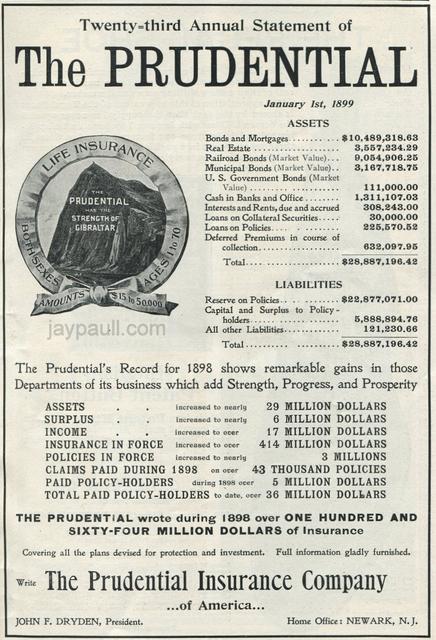 Twenty-third Annual Statement of
The PRUDENTIAL
January 1st, 1899
ASSETS
Bonds and Mortgages .......... $10,489,318.63
Real Estate .......... 3,557,234.29
Railroad Bonds (Market Value)... 9,054,906.25
Municipal Bonds (Market Value)... 3,167,718.75
U. S. Government Bonds (Market
Value) .......... 111,000.00
Cash in Banks and Office .......... 1,311,107.03
Interests and Rents, due and accrued 308,243.00
Loans on Collateral Securities..... 30,000.00
Loans on Policies.......... 225,570.52
Deferred Premiums in course of
collection.......... 632,097.95
Total .......... $28,887,196.42
LIABILITIES
Reserve on Policies.......... $22,877,071.00
Capital and Surplus to Policy-
holders.......... 5,888,894.76
All other Liabilities.......... 121,230.66
Total .......... $28,887,196.42
LIFE INSURANCE
BOTH SEXES
AGES 1 to 70
AMOUNTS $15 to 50,000
THE
PRUDENTIAL
HAS THE
STRENGTH OF
GIBRALTAR
jaypaull.com
The Prudential's Record for 1898 shows remarkable gains in those
Departments of its business which add Strength, Progress, and Prosperity
ASSETS . . increased to nearly 29 MILLION DOLLARS
SURPLUS . . increased to nearly 6 MILLION DOLLARS
INCOME . . increased to over 17 MILLION DOLLARS
INSURANCE IN FORCE increased to over 414 MILLION DOLLARS
POLICIES IN FORCE increased to nearly 3 MILLIONS
CLAIMS PAID DURING 1898 on over 43 THOUSAND POLICIES
PAID POLICY-HOLDERS during 1898 over 5 MILLION DOLLARS
TOTAL PAID POLICY-HOLDERS to date, over 36 MILLION DOLLARS
THE PRUDENTIAL wrote during 1898 over ONE HUNDRED AND
SIXTY-FOUR MILLION DOLLARS of Insurance
Covering all the plans devised for protection and investment. Full information gladly furnished.
Write The Prudential Insurance Company
...of America...
JOHN F. DRYDEN, President. Home Office: NEWARK, N. J.